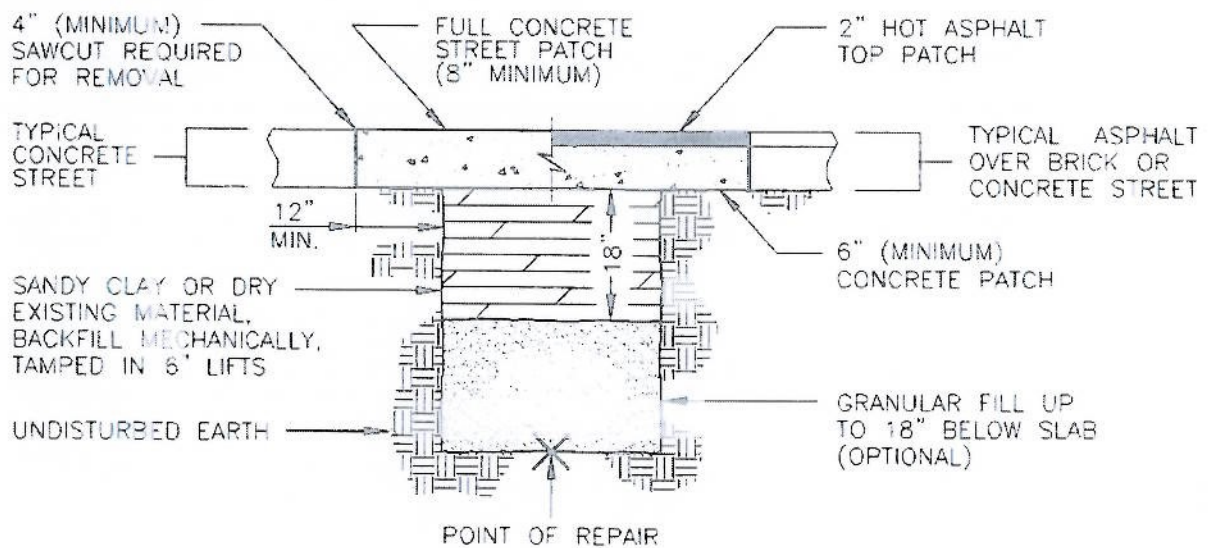 4" (MINIMUM)
SAWCUT REQUIRED
FOR REMOVAL
FULL CONCRETE
STREET PATCH
(8" MINIMUM)
2" HOT ASPHALT
TOP PATCH
TYPICAL
CONCRETE
STREET
TYPICAL ASPHALT
OVER BRICK OR
CONCRETE STREET
12"
MIN.
18"
6" (MINIMUM)
CONCRETE PATCH
SANDY CLAY OR DRY
EXISTING MATERIAL,
BACKFILL MECHANICALLY,
TAMPED IN 6' LIFTS
UNDISTURBED EARTH
GRANULAR FILL UP
TO 18" BELOW SLAB
(OPTIONAL)
POINT OF REPAIR